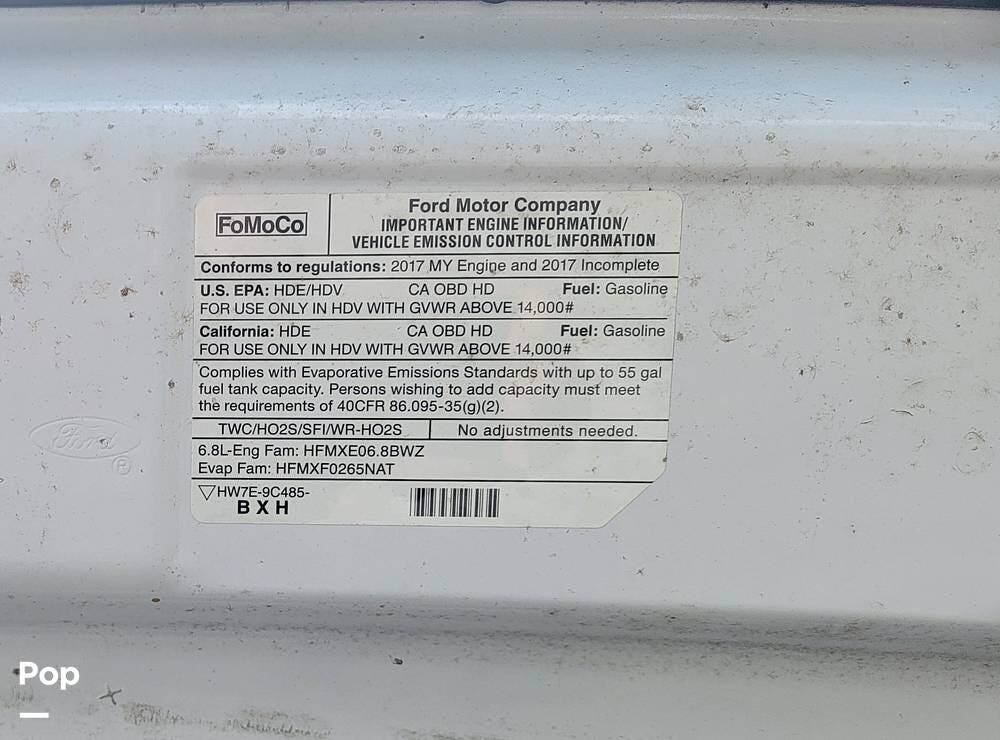 FoMoCo
Ford Motor Company
IMPORTANT ENGINE INFORMATION/
VEHICLE EMISSION CONTROL INFORMATION
Conforms to regulations: 2017 MY Engine and 2017 Incomplete
U.S. EPA: HDE/HDV CA OBD HD Fuel: Gasoline
FOR USE ONLY IN HDV WITH GVWR ABOVE 14,000#
California: HDE CA OBD HD Fuel: Gasoline
FOR USE ONLY IN HDV WITH GVWR ABOVE 14,000#
Complies with Evaporative Emissions Standards with up to 55 gal
fuel tank capacity. Persons wishing to add capacity must meet
the requirements of 40CFR 86.095-35(g)(2).
TWC/HO2S/SFI/WR-HO2S No adjustments needed.
6.8L-Eng Fam: HFMXE06.8BWZ
Evap Fam: HFMXF0265NAT
HW7E-9C485-
B X H
Ford
®
Pop